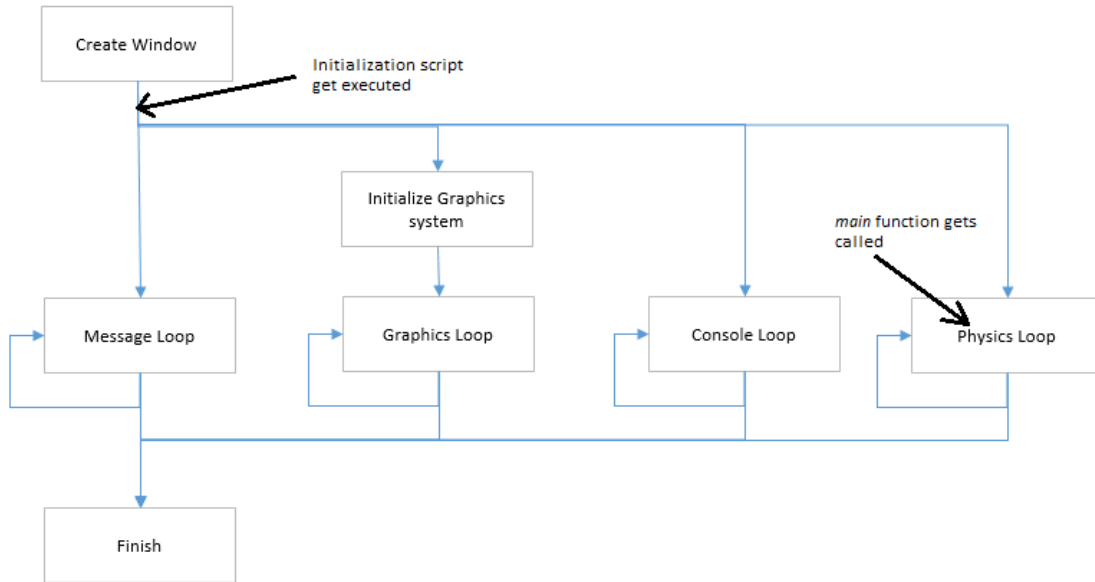 Create Window
Initialization script
get executed
Initialize Graphics
system
main function gets
called
Message Loop
Graphics Loop
Console Loop
Physics Loop
Finish